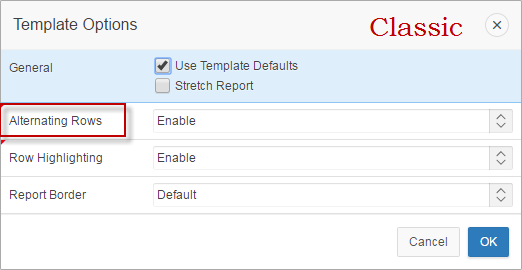 Template Options
Classic
General
Use Template Defaults
Stretch Report
Alternating Rows
Enable
Row Highlighting
Enable
Report Border
Default
Cancel
OK